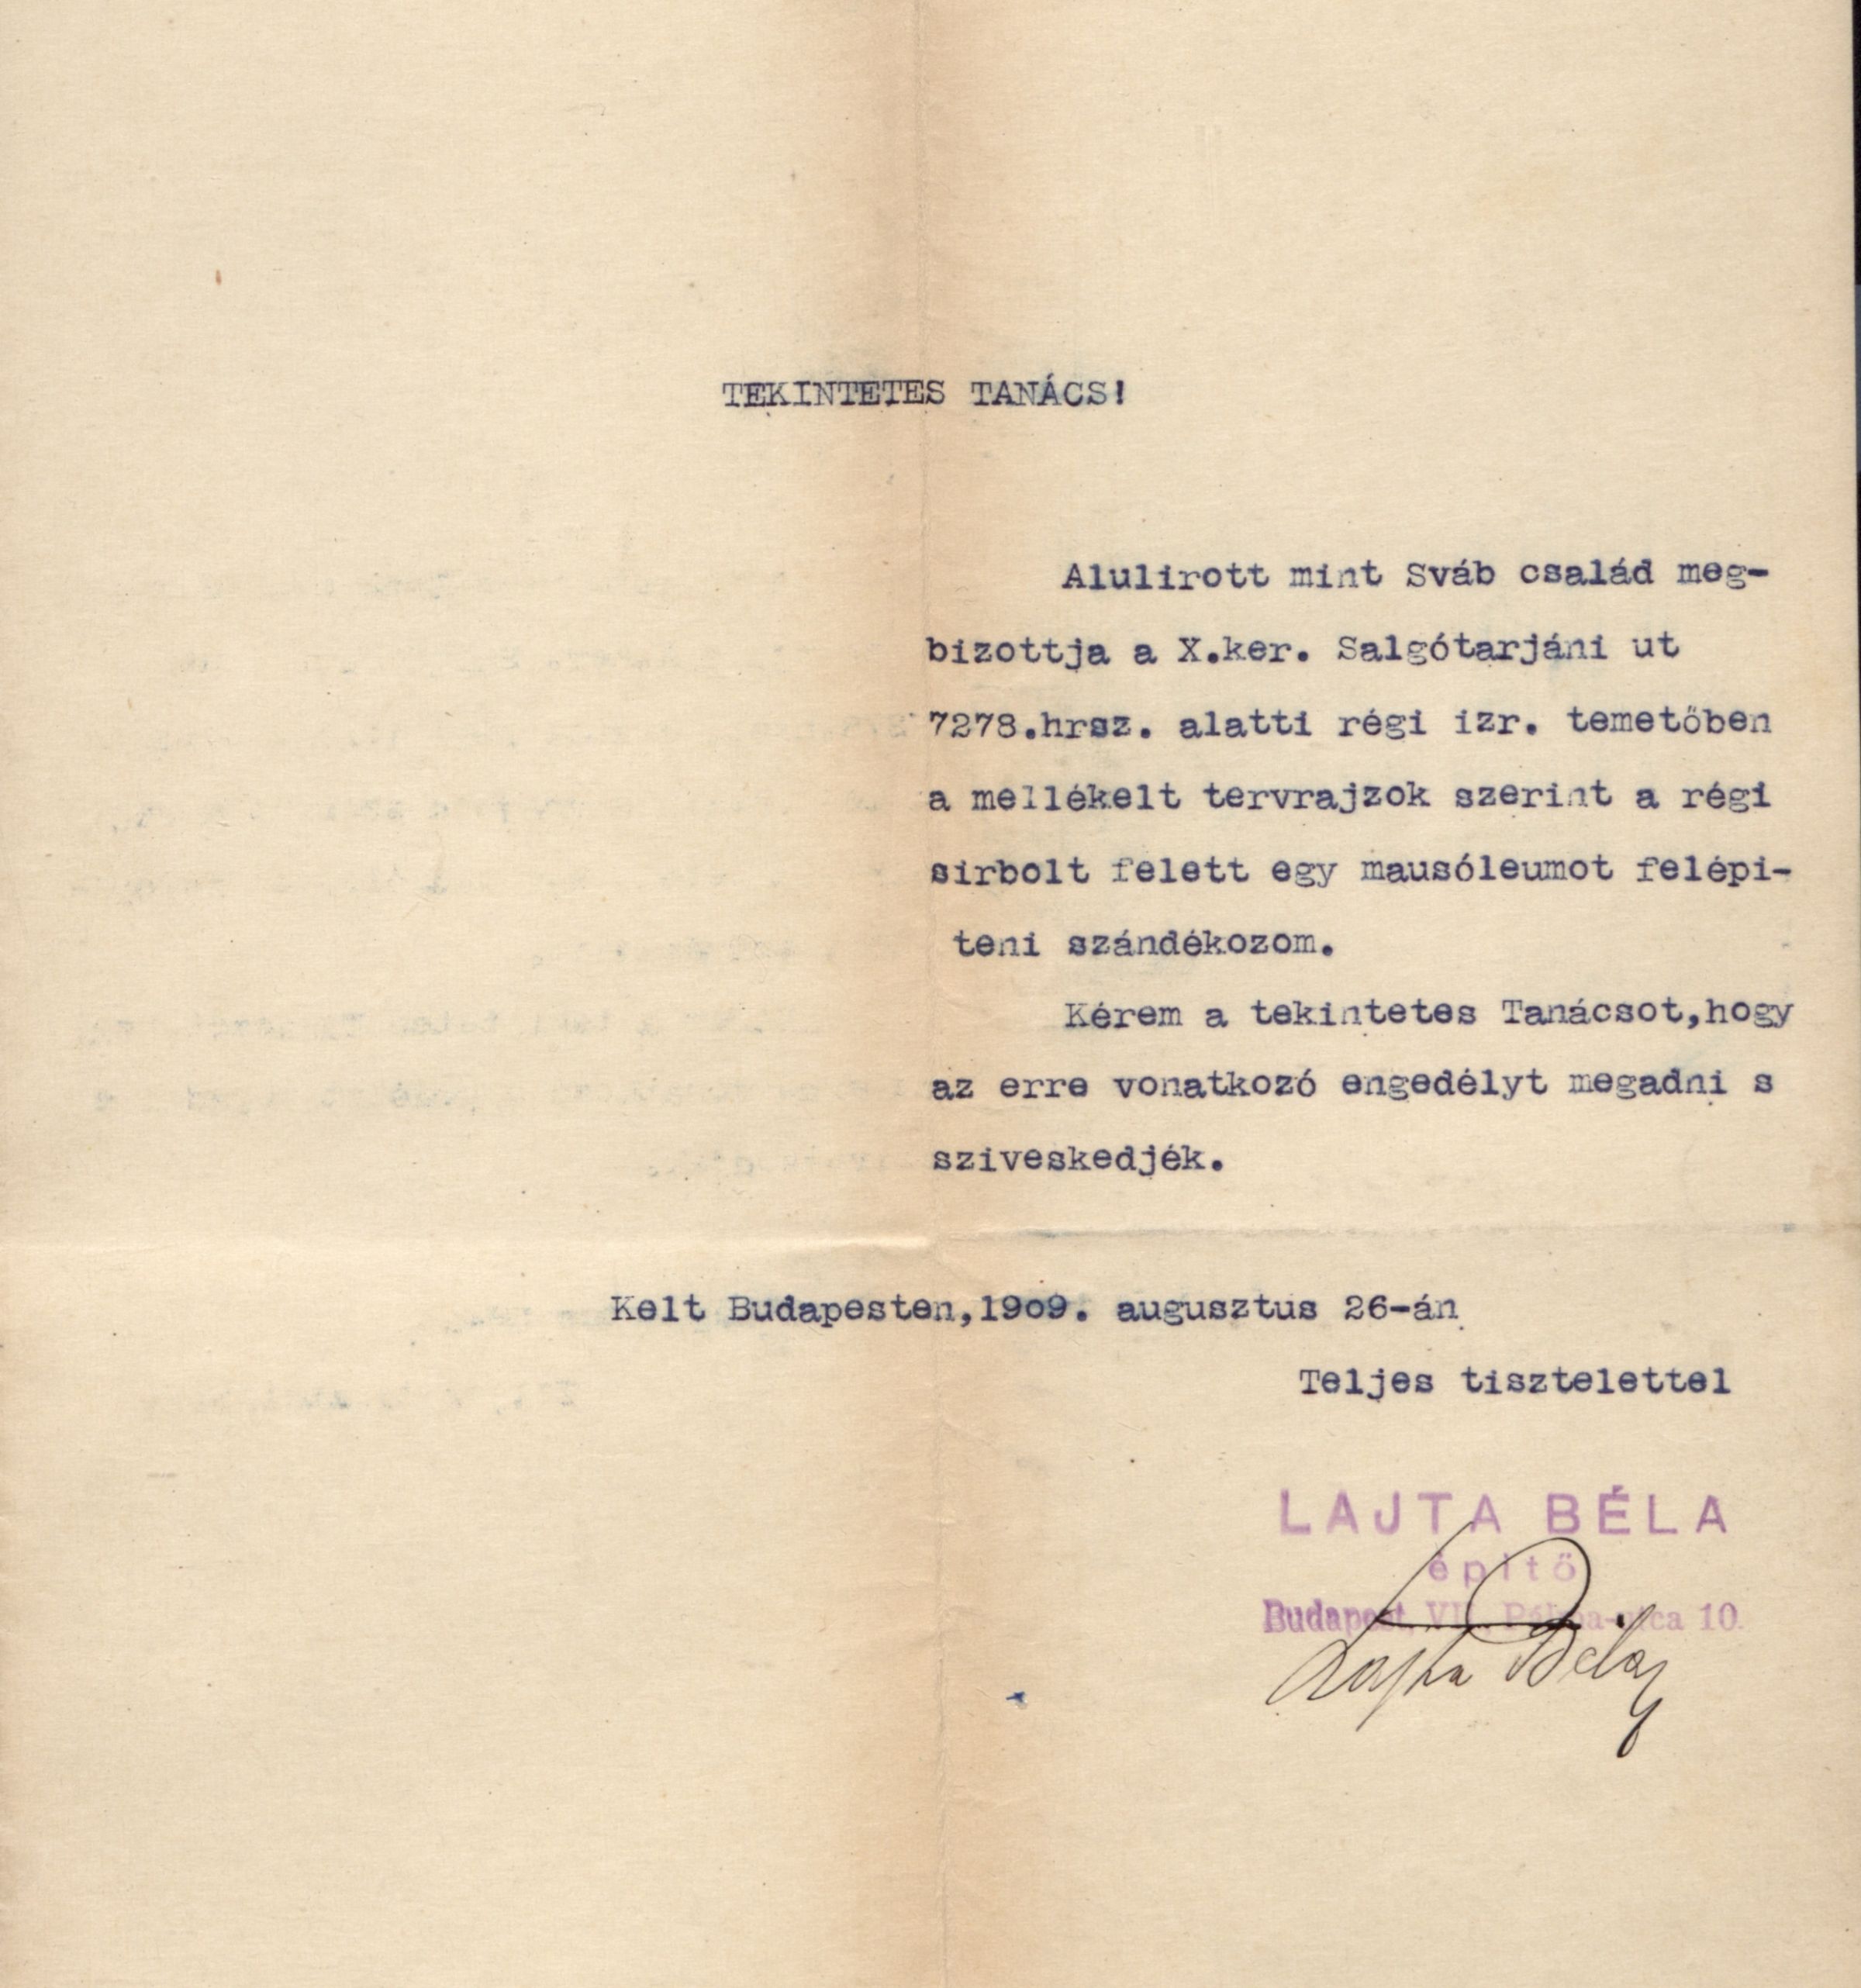 TEKINTETES TANÁCS!
Alulirott mint Sváb család meg-
bizottja a X.ker. Salgótarjáni ut
7278.hrsz. alatti régi izr. temetőben
a mellékelt tervrajzok szerint a régi
sirbolt felett egy mausóleumot felépi-
teni szándékozom.
Kérem a tekintetes Tanácsot,hogy
az erre vonatkozó engedélyt megadni s
sziveskedjék.
Kelt Budapesten,1909. augusztus 26-án
Teljes tisztelettel
LAJTA BÉLA
építő
Budapest, 10.
Lajta Béla